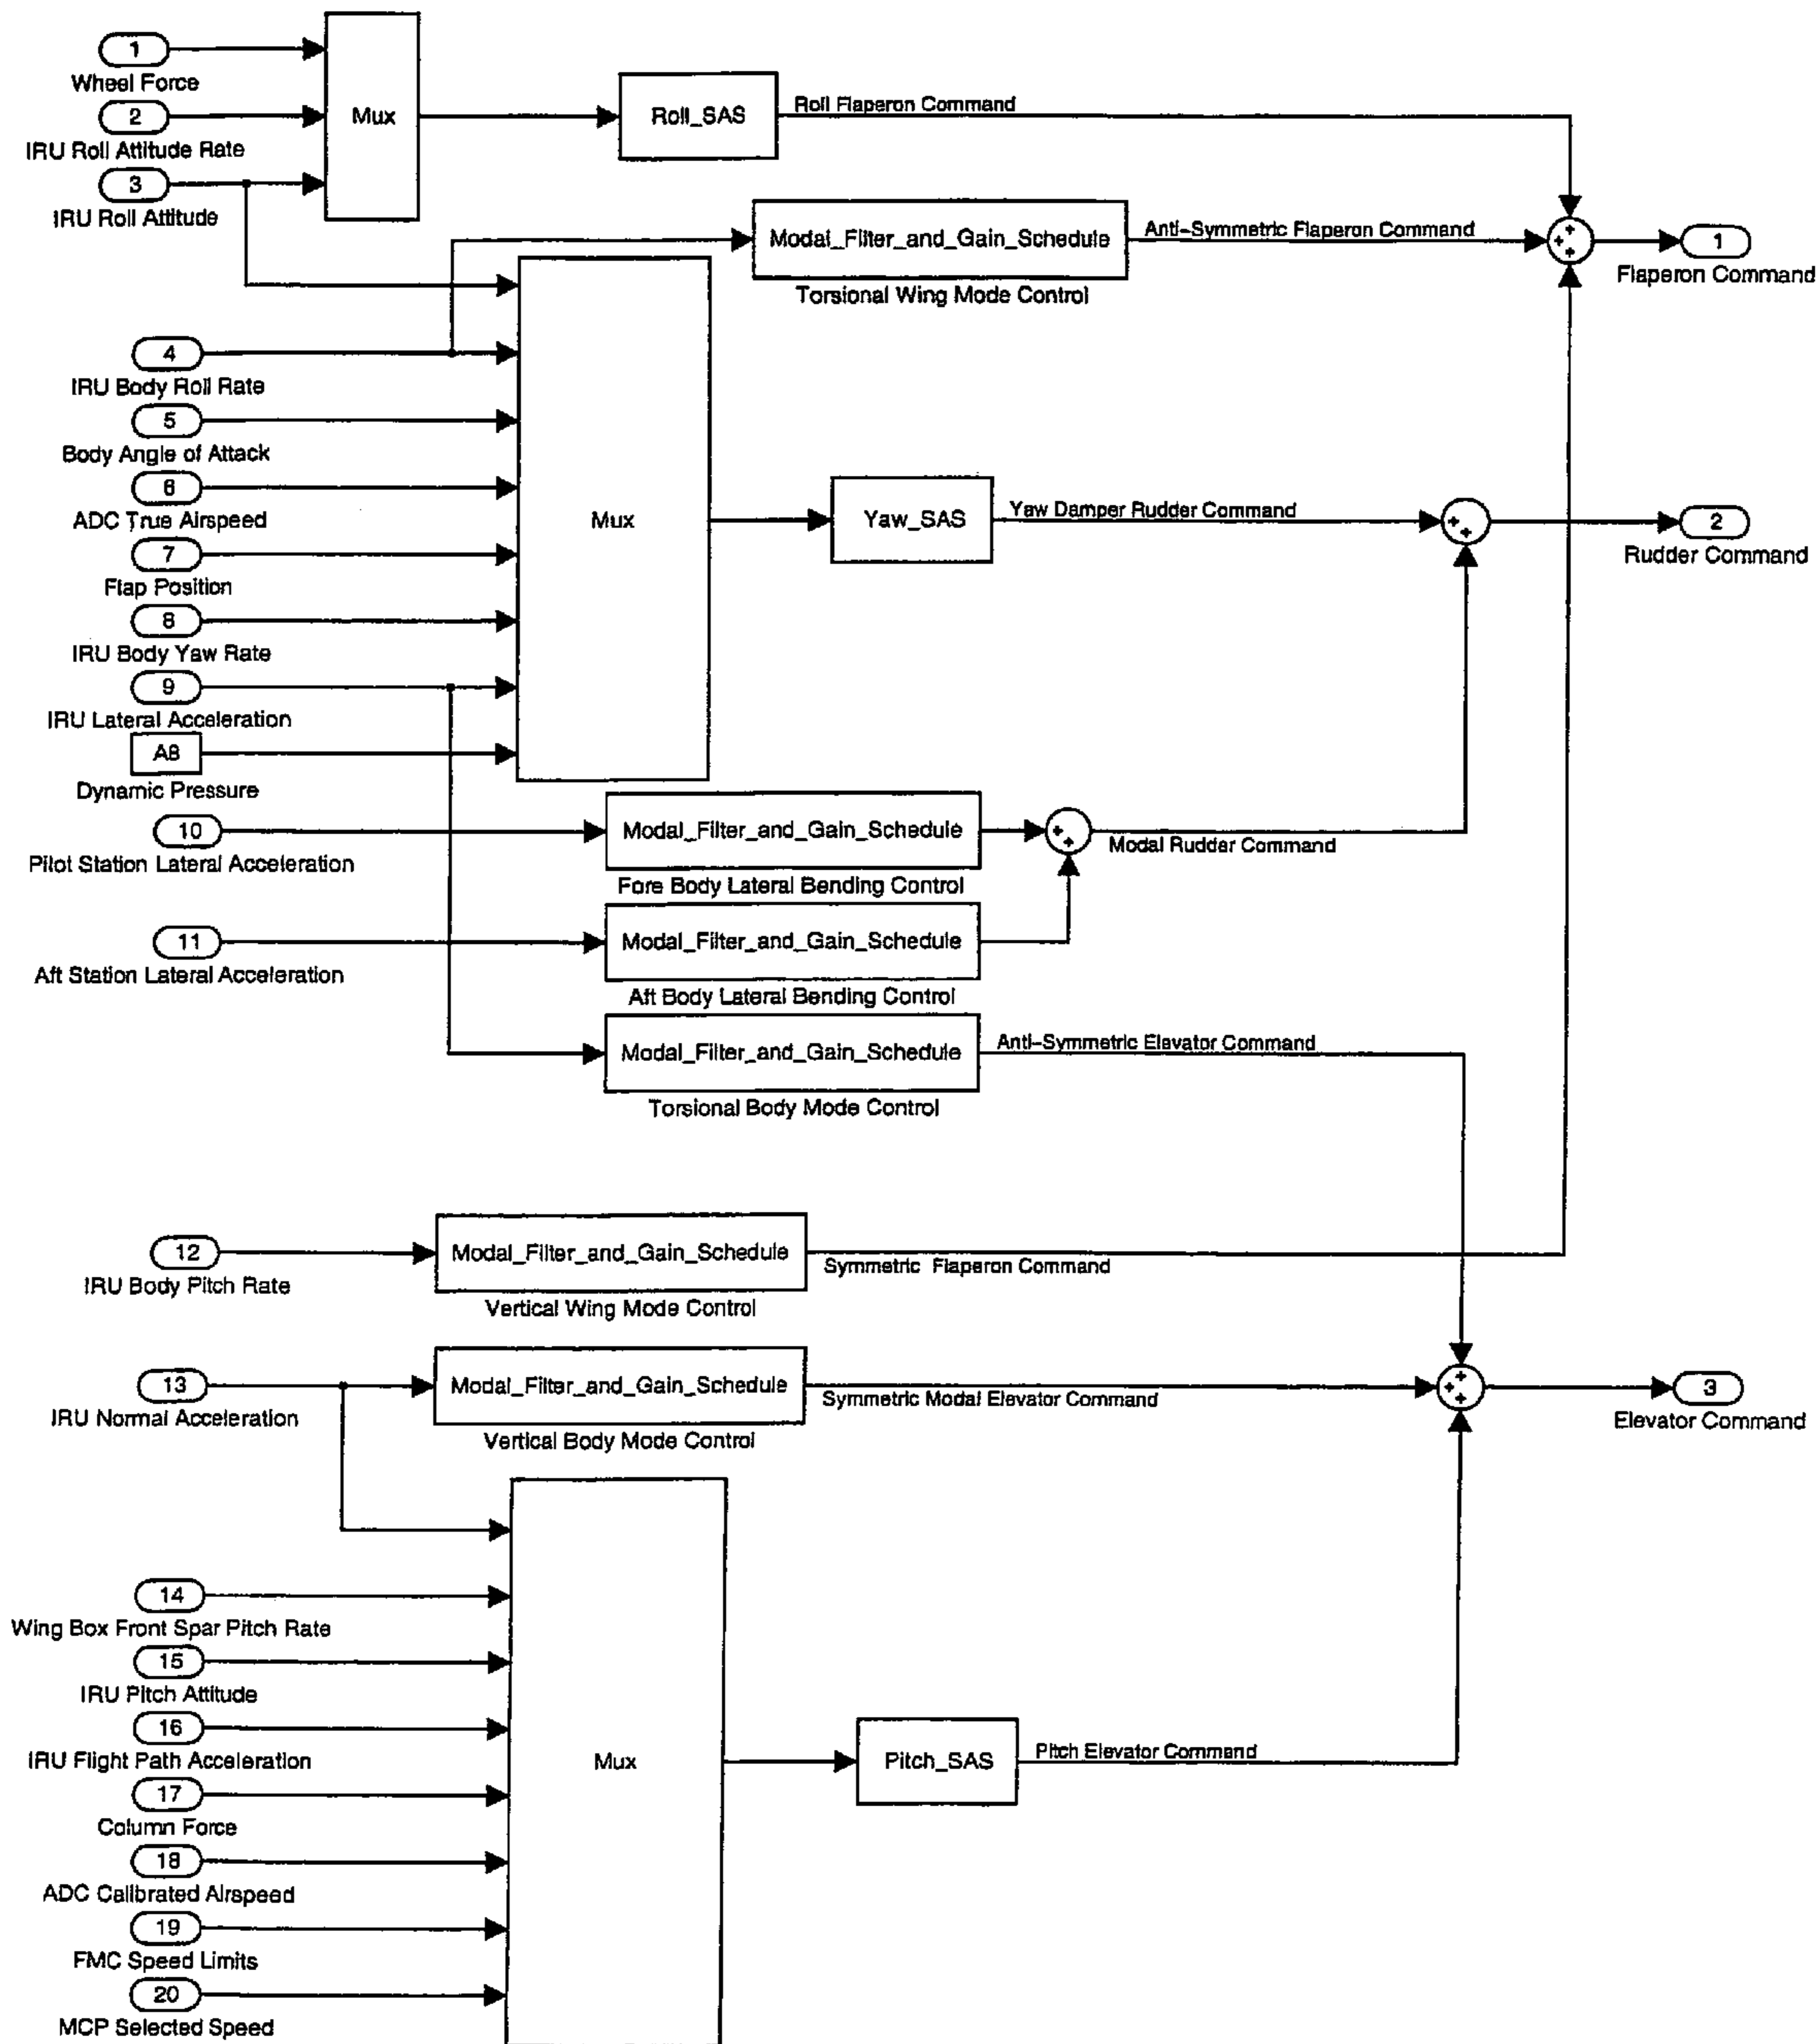 1
Wheel Force
2
IRU Roll Attitude Rate
3
IRU Roll Attitude
Mux
Roll_SAS
Roll Flaperon Command
Modal_Filter_and_Gain_Schedule
Torsional Wing Mode Control
Anti-Symmetric Flaperon Command
+
+
+
1
Flaperon Command
4
IRU Body Roll Rate
5
Body Angle of Attack
6
ADC True Airspeed
7
Flap Position
8
IRU Body Yaw Rate
9
IRU Lateral Acceleration
A8
Dynamic Pressure
Mux
Yaw_SAS
Yaw Damper Rudder Command
+
+
2
Rudder Command
10
Pilot Station Lateral Acceleration
Modal_Filter_and_Gain_Schedule
Fore Body Lateral Bending Control
+
+
Modal Rudder Command
11
Aft Station Lateral Acceleration
Modal_Filter_and_Gain_Schedule
Aft Body Lateral Bending Control
Modal_Filter_and_Gain_Schedule
Torsional Body Mode Control
Anti-Symmetric Elevator Command
12
IRU Body Pitch Rate
Modal_Filter_and_Gain_Schedule
Vertical Wing Mode Control
Symmetric Flaperon Command
13
IRU Normal Acceleration
Modal_Filter_and_Gain_Schedule
Vertical Body Mode Control
Symmetric Modal Elevator Command
+
+
+
3
Elevator Command
14
Wing Box Front Spar Pitch Rate
15
IRU Pitch Attitude
16
IRU Flight Path Acceleration
17
Column Force
18
ADC Calibrated Airspeed
19
FMC Speed Limits
20
MCP Selected Speed
Mux
Pitch_SAS
Pitch Elevator Command